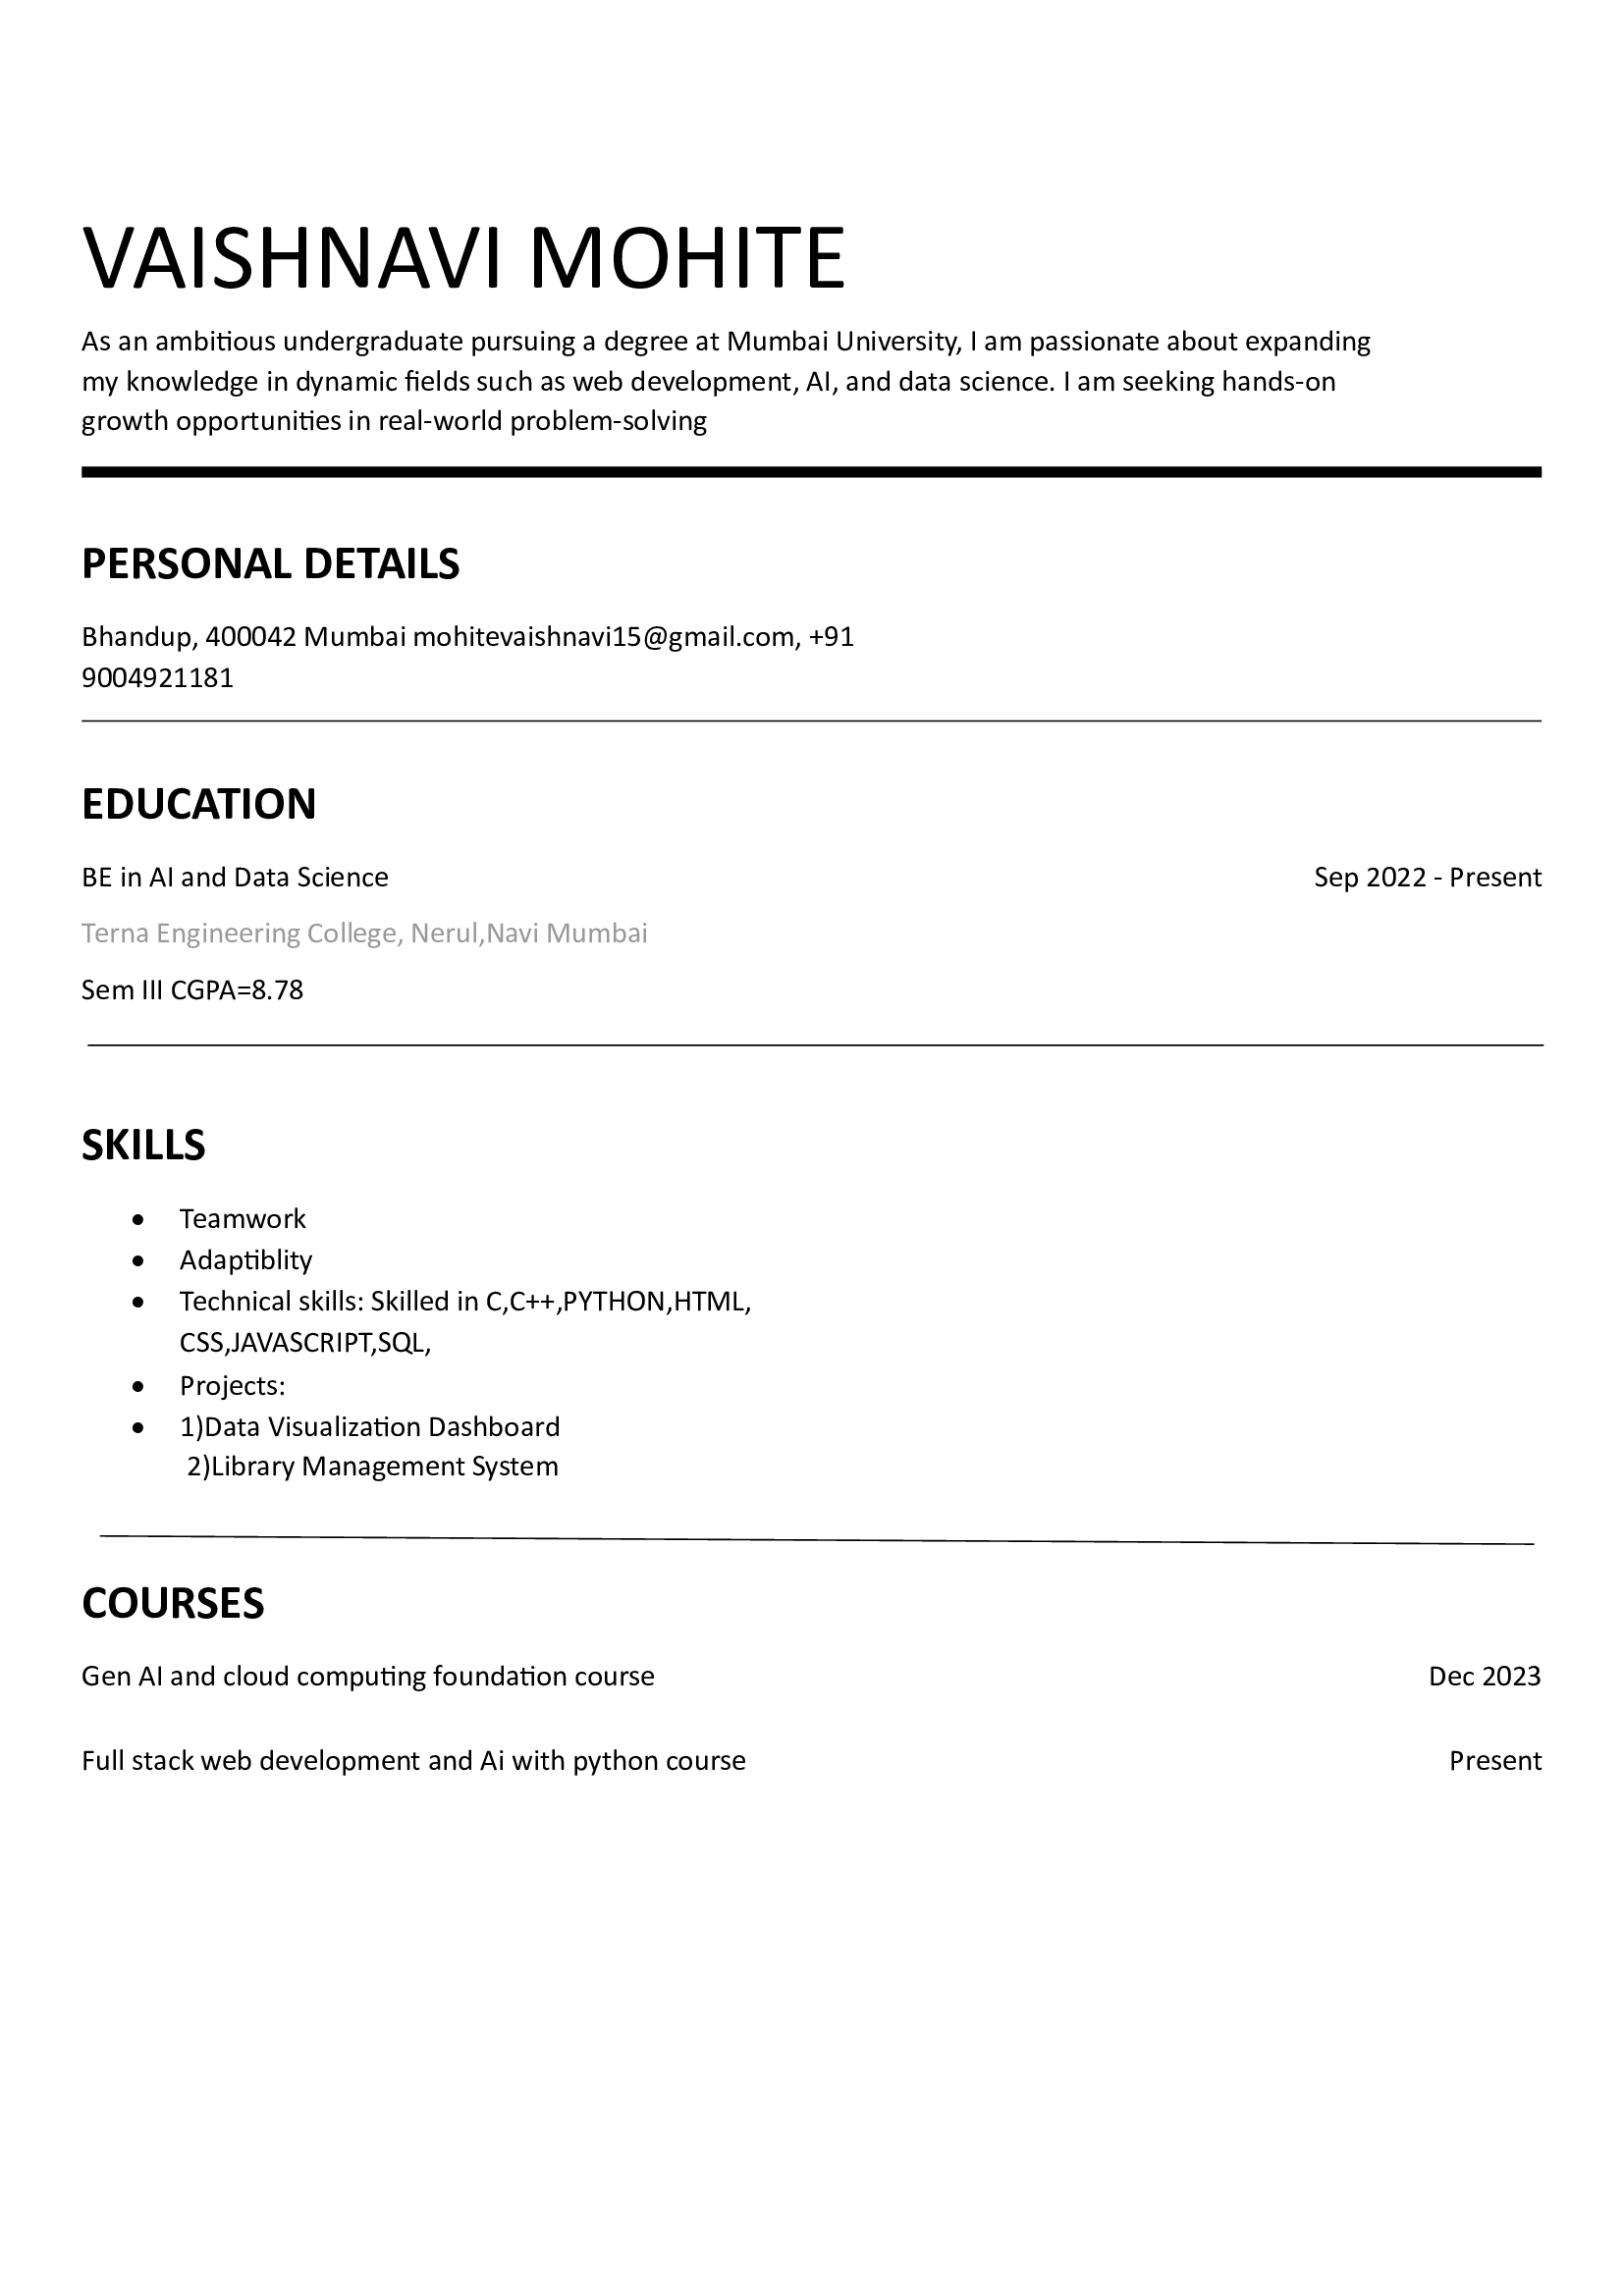 VAISHNAVI MOHITE
As an ambitious undergraduate pursuing a degree at Mumbai University, I am passionate about expanding
my knowledge in dynamic fields such as web development, AI, and data science. I am seeking hands-on
growth opportunities in real-world problem-solving
PERSONAL DETAILS
Bhandup, 400042 Mumbai mohitevaishnavi15@gmail.com, +91
9004921181
EDUCATION
BE in AI and Data Science Sep 2022 - Present
Terna Engineering College, Nerul,Navi Mumbai
Sem III CGPA=8.78
SKILLS
• Teamwork
• Adaptiblity
• Technical skills: Skilled in C,C++,PYTHON,HTML,
CSS,JAVASCRIPT,SQL,
• Projects:
• 1)Data Visualization Dashboard
2)Library Management System
COURSES
Gen AI and cloud computing foundation course Dec 2023
Full stack web development and Ai with python course Present